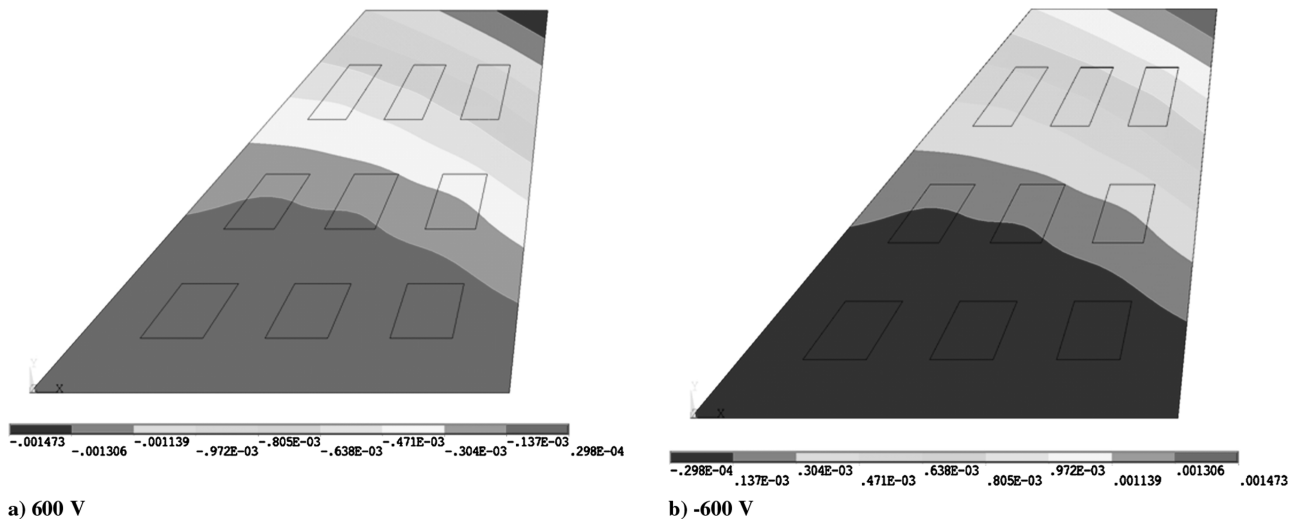 Y
X
-.001473
-.001306
-.001139
-.972E-03
-.805E-03
-.638E-03
-.471E-03
-.304E-03
-.137E-03
.298E-04
a) 600 V
Y
X
-.298E-04
.137E-03
.304E-03
.471E-03
.638E-03
.805E-03
.972E-03
.001139
.001306
.001473
b) -600 V